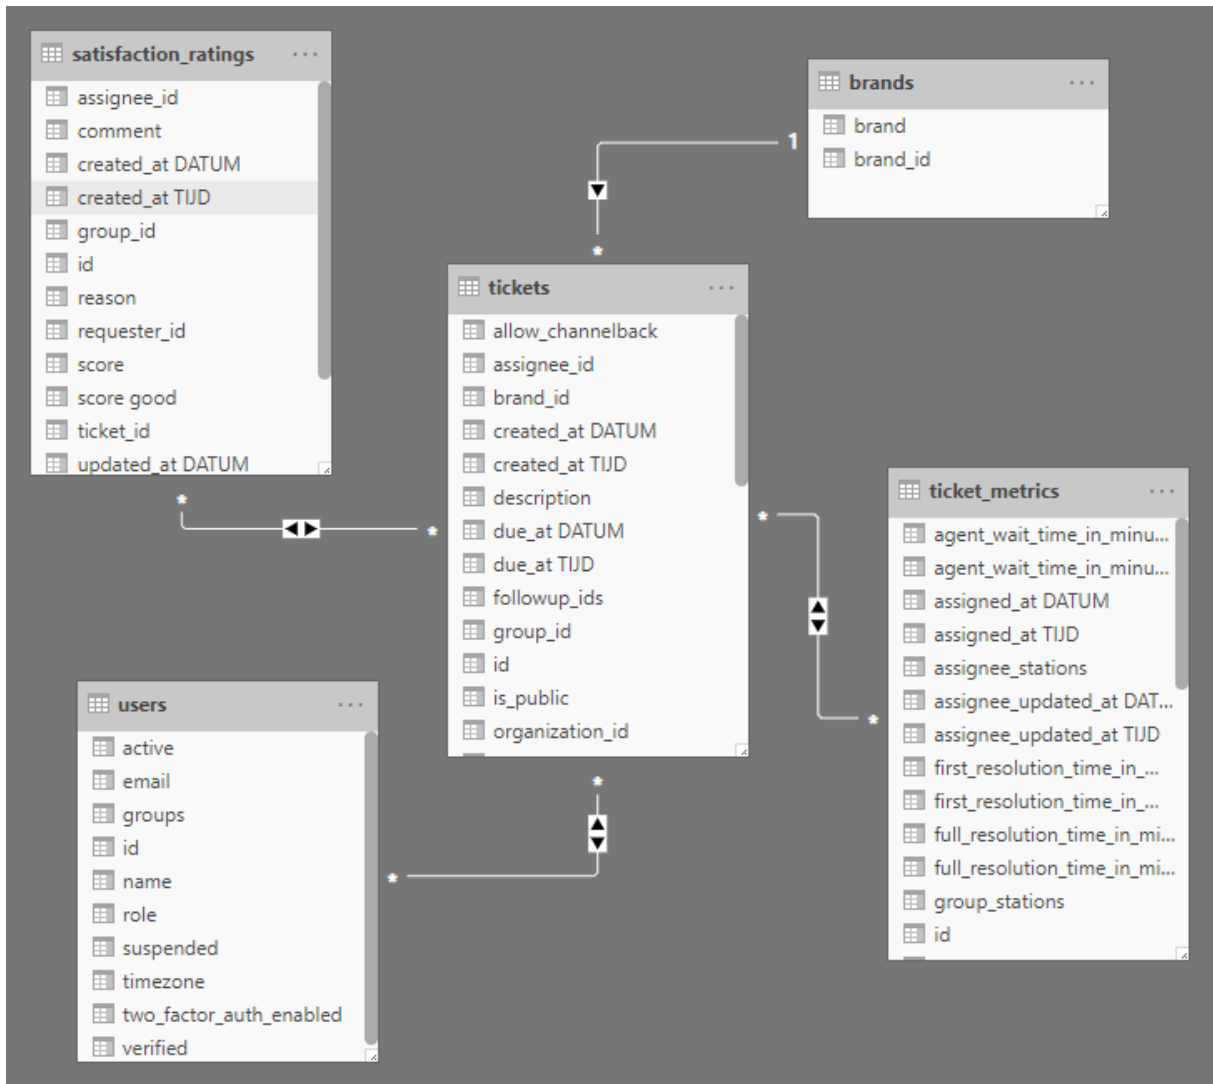 satisfaction_ratings ...
assignee_id
comment
created_at DATUM
created_at TIJD
group_id
id
reason
requester_id
score
score good
ticket_id
updated_at DATUM
*
brands ...
brand
brand_id
1
*
tickets ...
allow_channelback
assignee_id
brand_id
created_at DATUM
created_at TIJD
description
due_at DATUM
due_at TIJD
followup_ids
group_id
id
is_public
organization_id
*
*
*
ticket_metrics ...
agent_wait_time_in_minu...
agent_wait_time_in_minu...
assigned_at DATUM
assigned_at TIJD
assignee_stations
assignee_updated_at DAT...
assignee_updated_at TIJD
first_resolution_time_in_...
first_resolution_time_in_...
full_resolution_time_in_mi...
full_resolution_time_in_mi...
group_stations
id
*
users ...
active
email
groups
id
name
role
suspended
timezone
two_factor_auth_enabled
verified
*